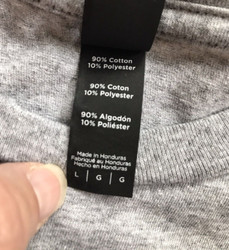 90% Cotton
10% Polyester
90% Coton
10% Polyester
90% Algodón
10% Poliéster
Made in Honduras
Fabriqué au Honduras
Hecho en Honduras
L | G | G